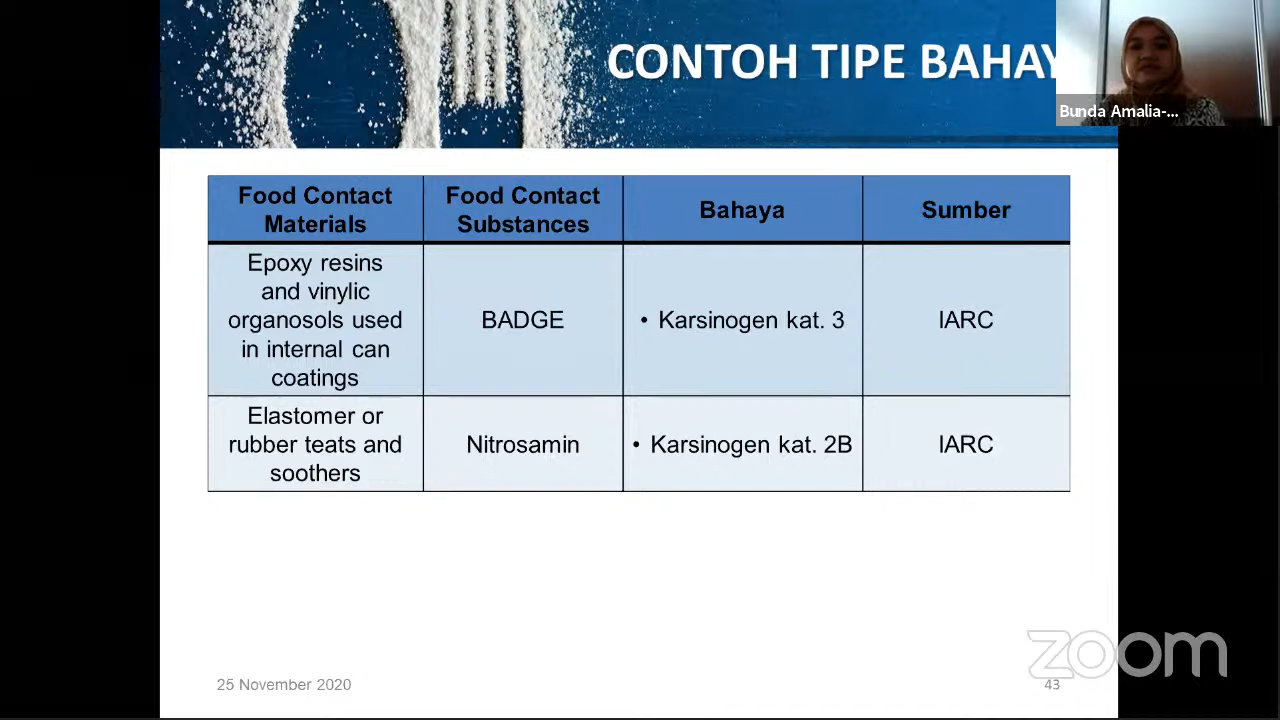 CONTOH TIPE BAHAY
Bunda Amalia-...
Food Contact
Materials
Food Contact
Substances
Bahaya
Sumber
Epoxy resins
and vinylic
organosols used
in internal can
coatings
BADGE
• Karsinogen kat. 3
IARC
Elastomer or
rubber teats and
soothers
Nitrosamin
• Karsinogen kat. 2B
IARC
zoom
25 November 2020
43